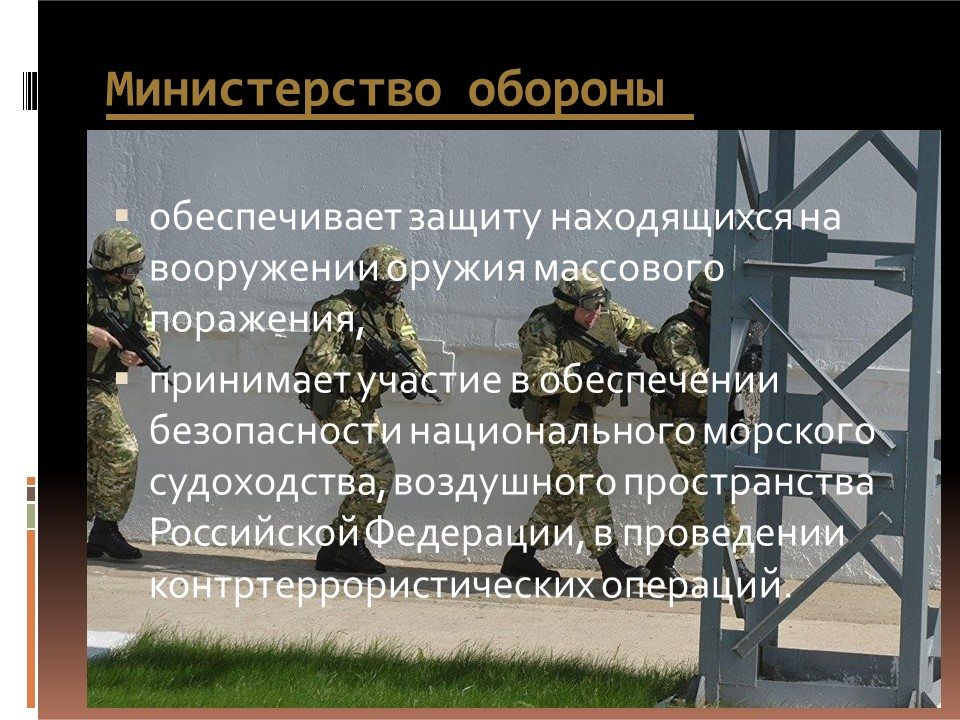 Министерство обороны
обеспечивает защиту находящихся на
вооружении оружия массового
поражения,
принимает участие в обеспечении
безопасности национального морского
судоходства, воздушного пространства
Российской Федерации, в проведении
контртеррористических операций.